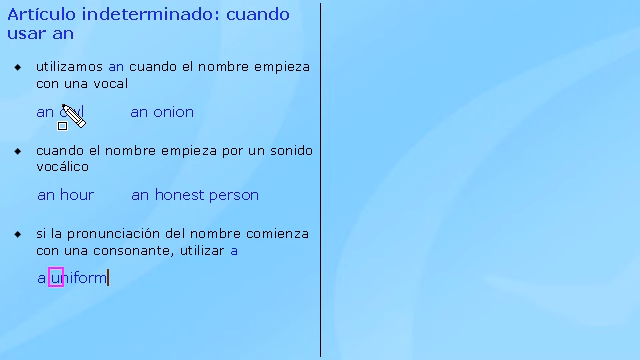 Artículo indeterminado: cuando
usar an
utilizamos an cuando el nombre empieza
con una vocal
an an onion
cuando el nombre empieza por un sonido
vocálico
an hour an honest person
si la pronunciación del nombre comienza
con una consonante, utilizar a
a uniform